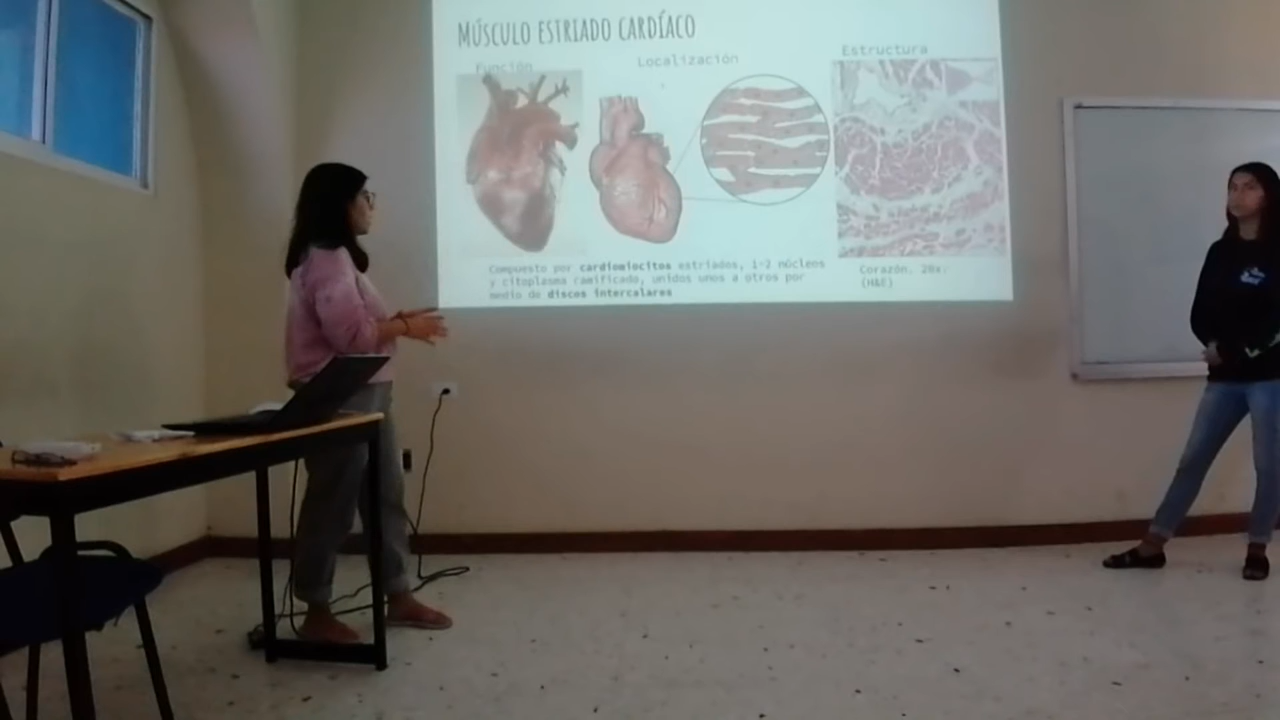 MÚSCULO ESTRIADO CARDÍACO
Función
Localización
Estructura
Compuesto por cardiomiocitos estriados, 1-2 núcleos
y citoplasma ramificado, unidos unos a otros por
medio de discos intercalares
Corazón. 20x.
(H&E)